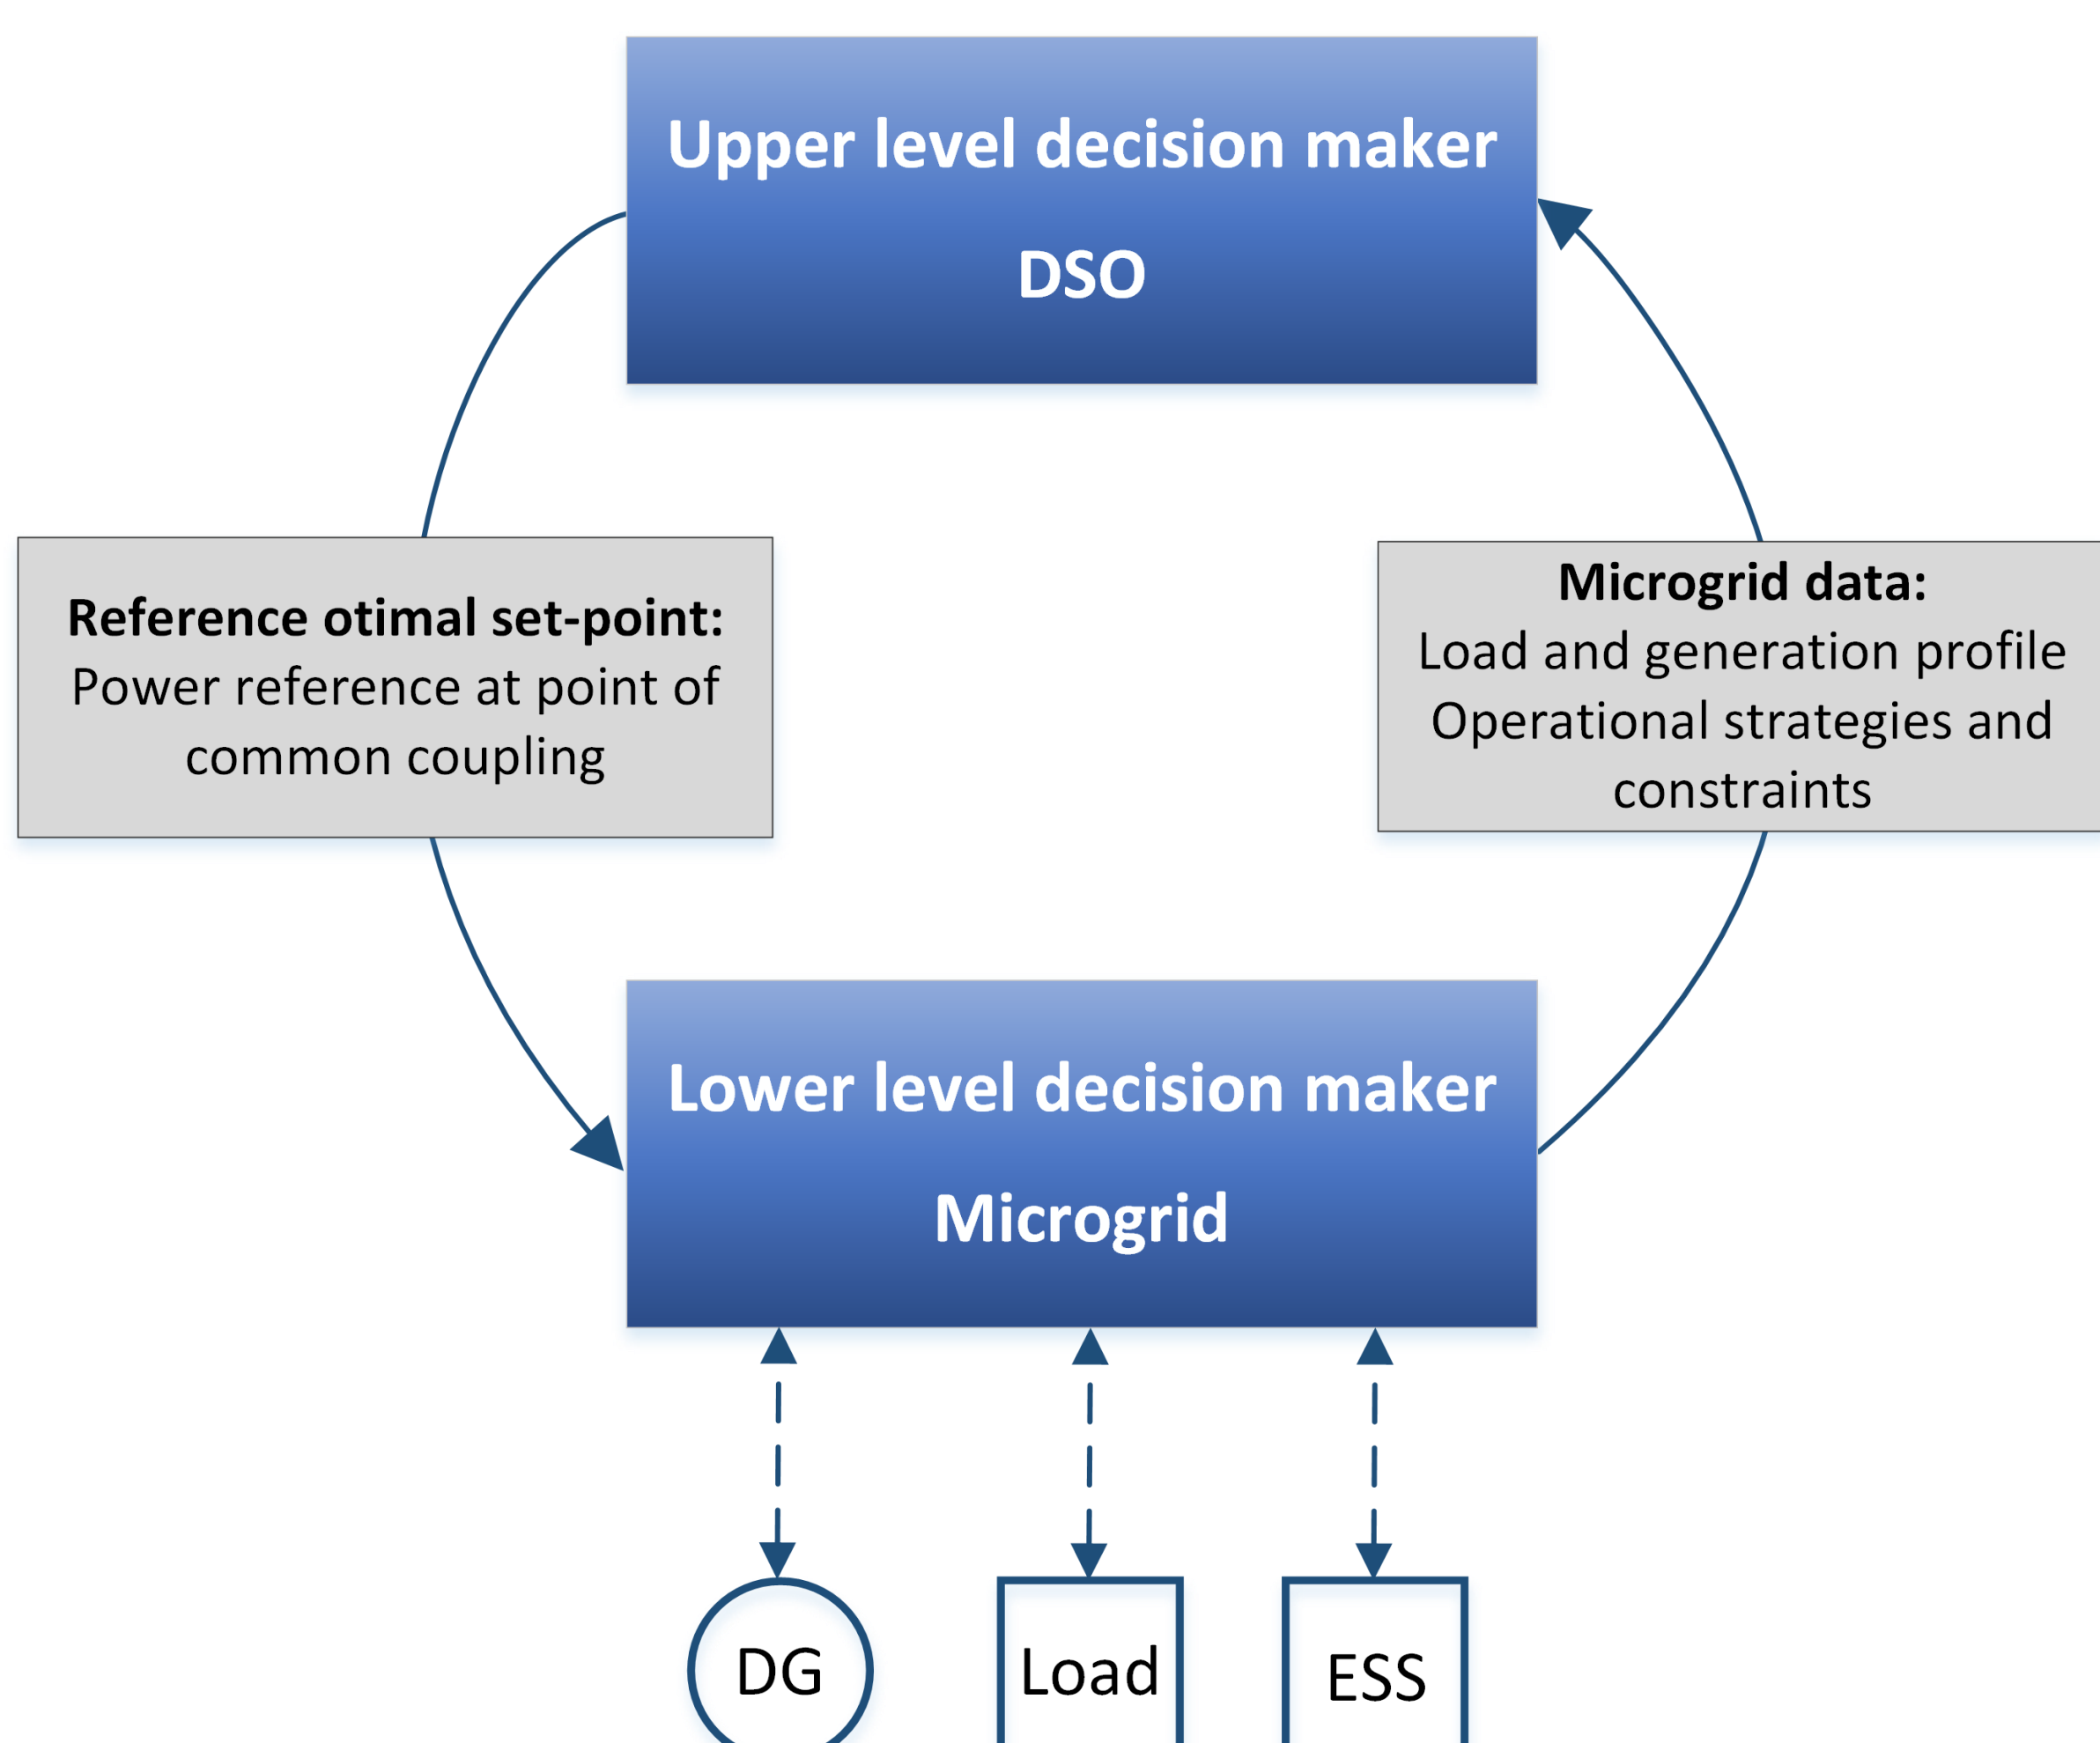 Upper level decision maker
DSO
Reference otimal set-point:
Power reference at point of
common coupling
Microgrid data:
Load and generation profile
Operational strategies and
constraints
Lower level decision maker
Microgrid
DG
Load
ESS